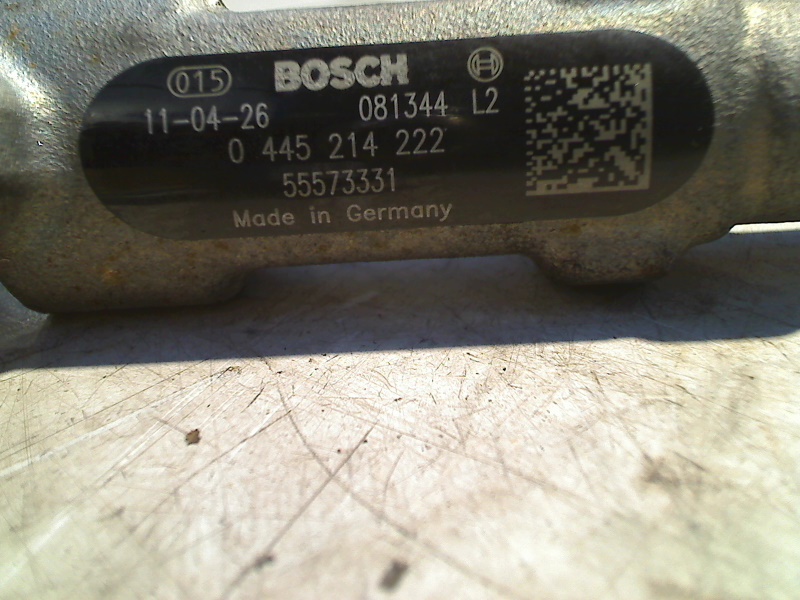 015 BOSCH
11-04-26 081344 L2
0 445 214 222
55573331
Made in Germany